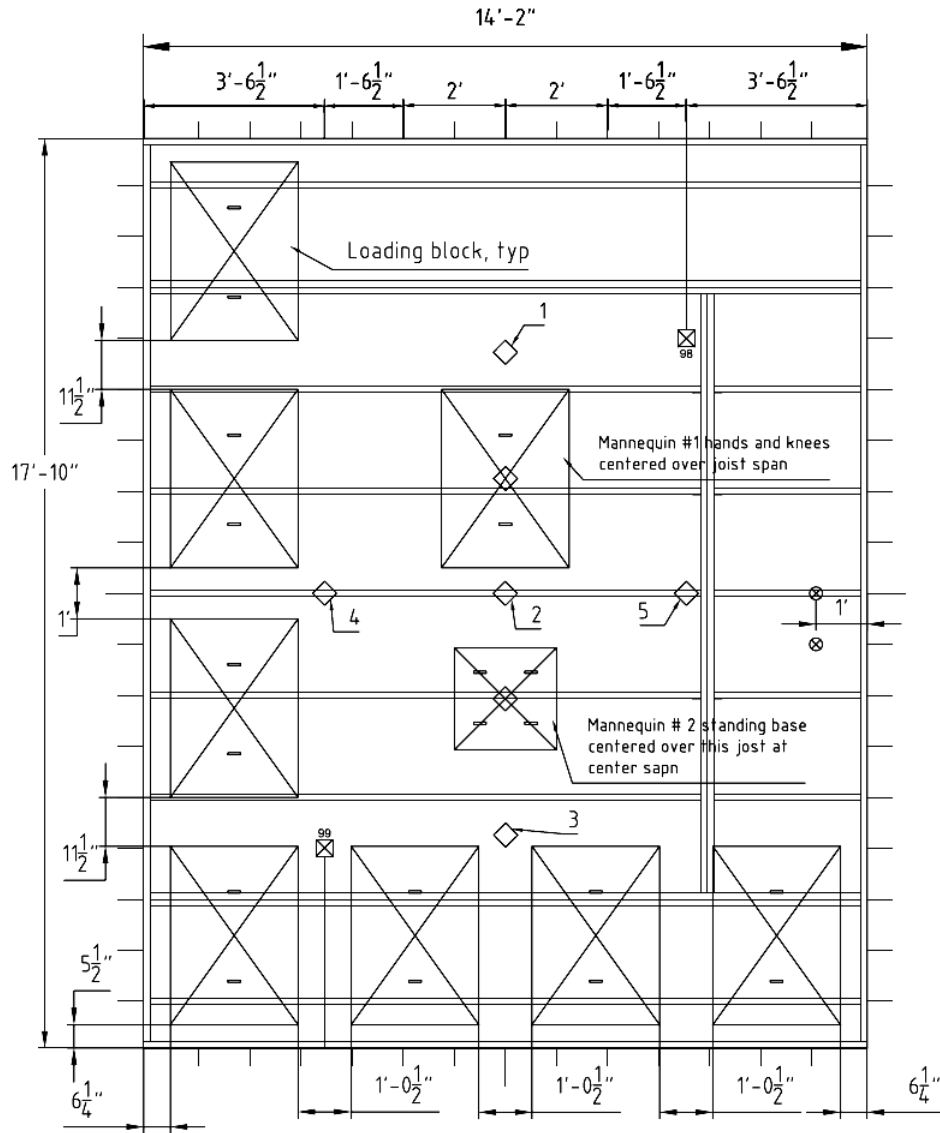 14'-2"
3'-6 1/2" 1'-6 1/2" 2' 2' 1'-6 1/2" 3'-6 1/2"
Loading block, typ
1
98
11 1/2"
Mannequin #1 hands and knees
centered over joist span
17'-10"
1'
4 2 5 1'
Mannequin # 2 standing base
centered over this jost at
center sapn
99
3
11 1/2"
5 1/2"
6 1/4" 1'-0 1/2" 1'-0 1/2" 1'-0 1/2" 6 1/4"